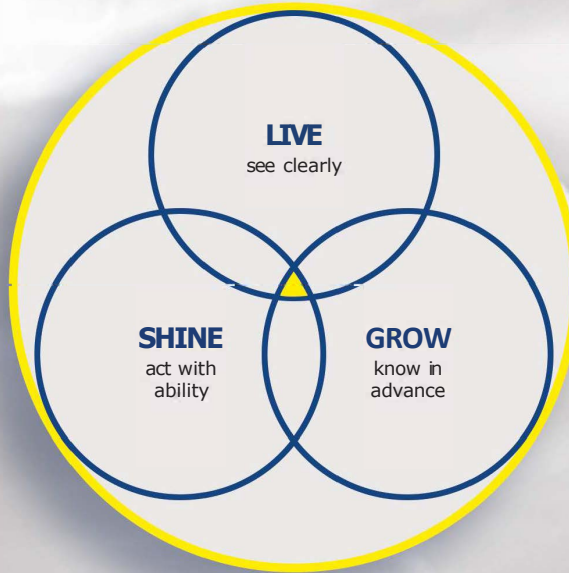 LIVE
see clearly
SHINE
act with
ability
GROW
know in
advance